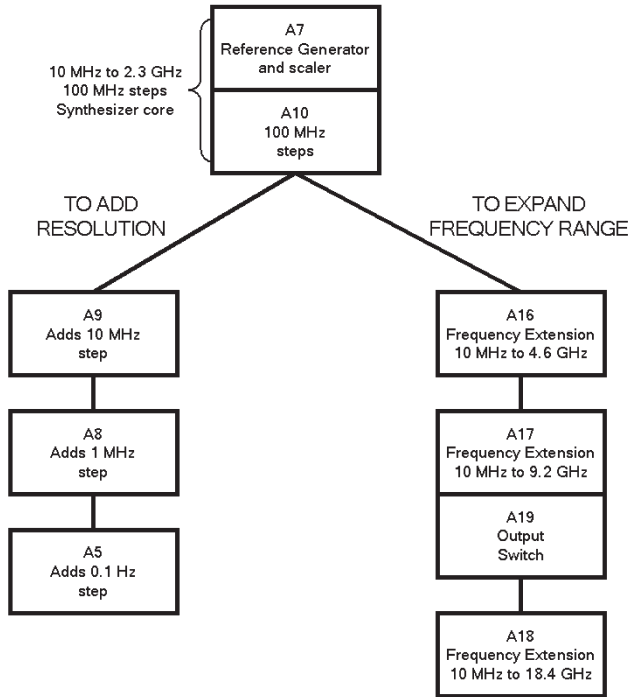 A7
Reference Generator
and scaler
10 MHz to 2.3 GHz
100 MHz steps
Synthesizer core
A10
100 MHz
steps
TO ADD
RESOLUTION
TO EXPAND
FREQUENCY RANGE
A9
Adds 10 MHz
step
A8
Adds 1 MHz
step
A5
Adds 0.1 Hz
step
A16
Frequency Extension
10 MHz to 4.6 GHz
A17
Frequency Extension
10 MHz to 9.2 GHz
A19
Output
Switch
A18
Frequency Extension
10 MHz to 18.4 GHz